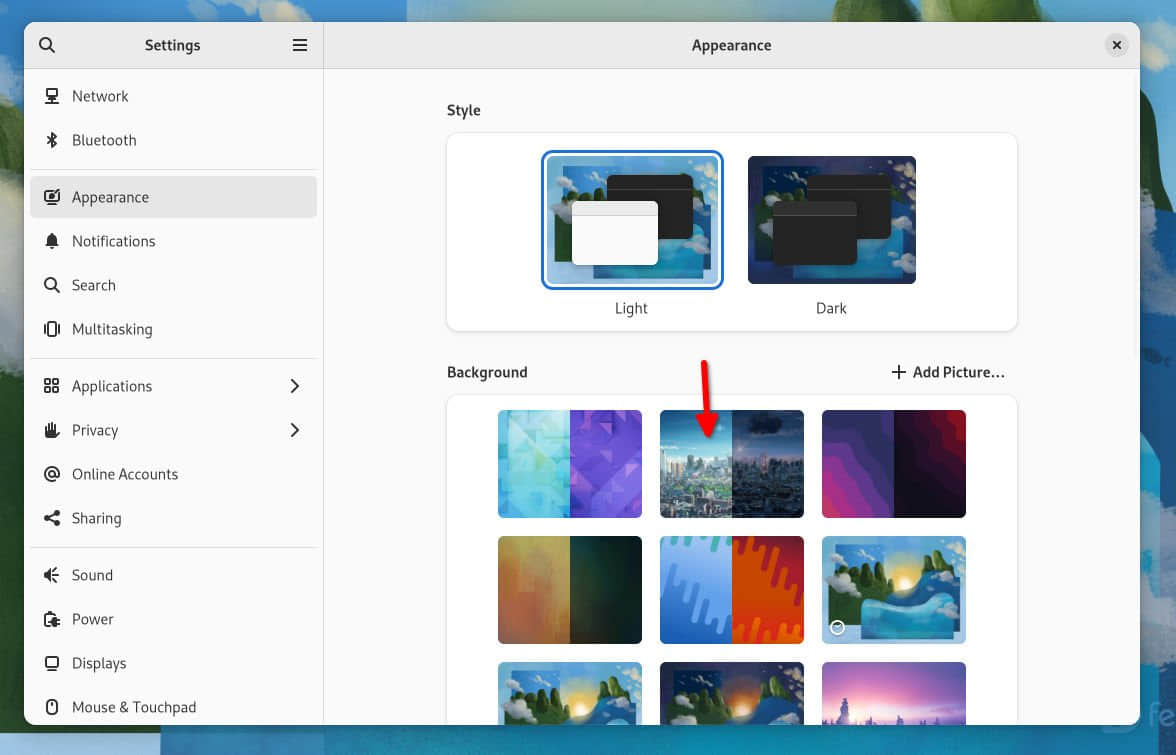 Settings
Appearance
Network
Bluetooth
Appearance
Notifications
Search
Multitasking
Applications
Privacy
Online Accounts
Sharing
Sound
Power
Displays
Mouse & Touchpad
Style
Light
Dark
Background
Add Picture…